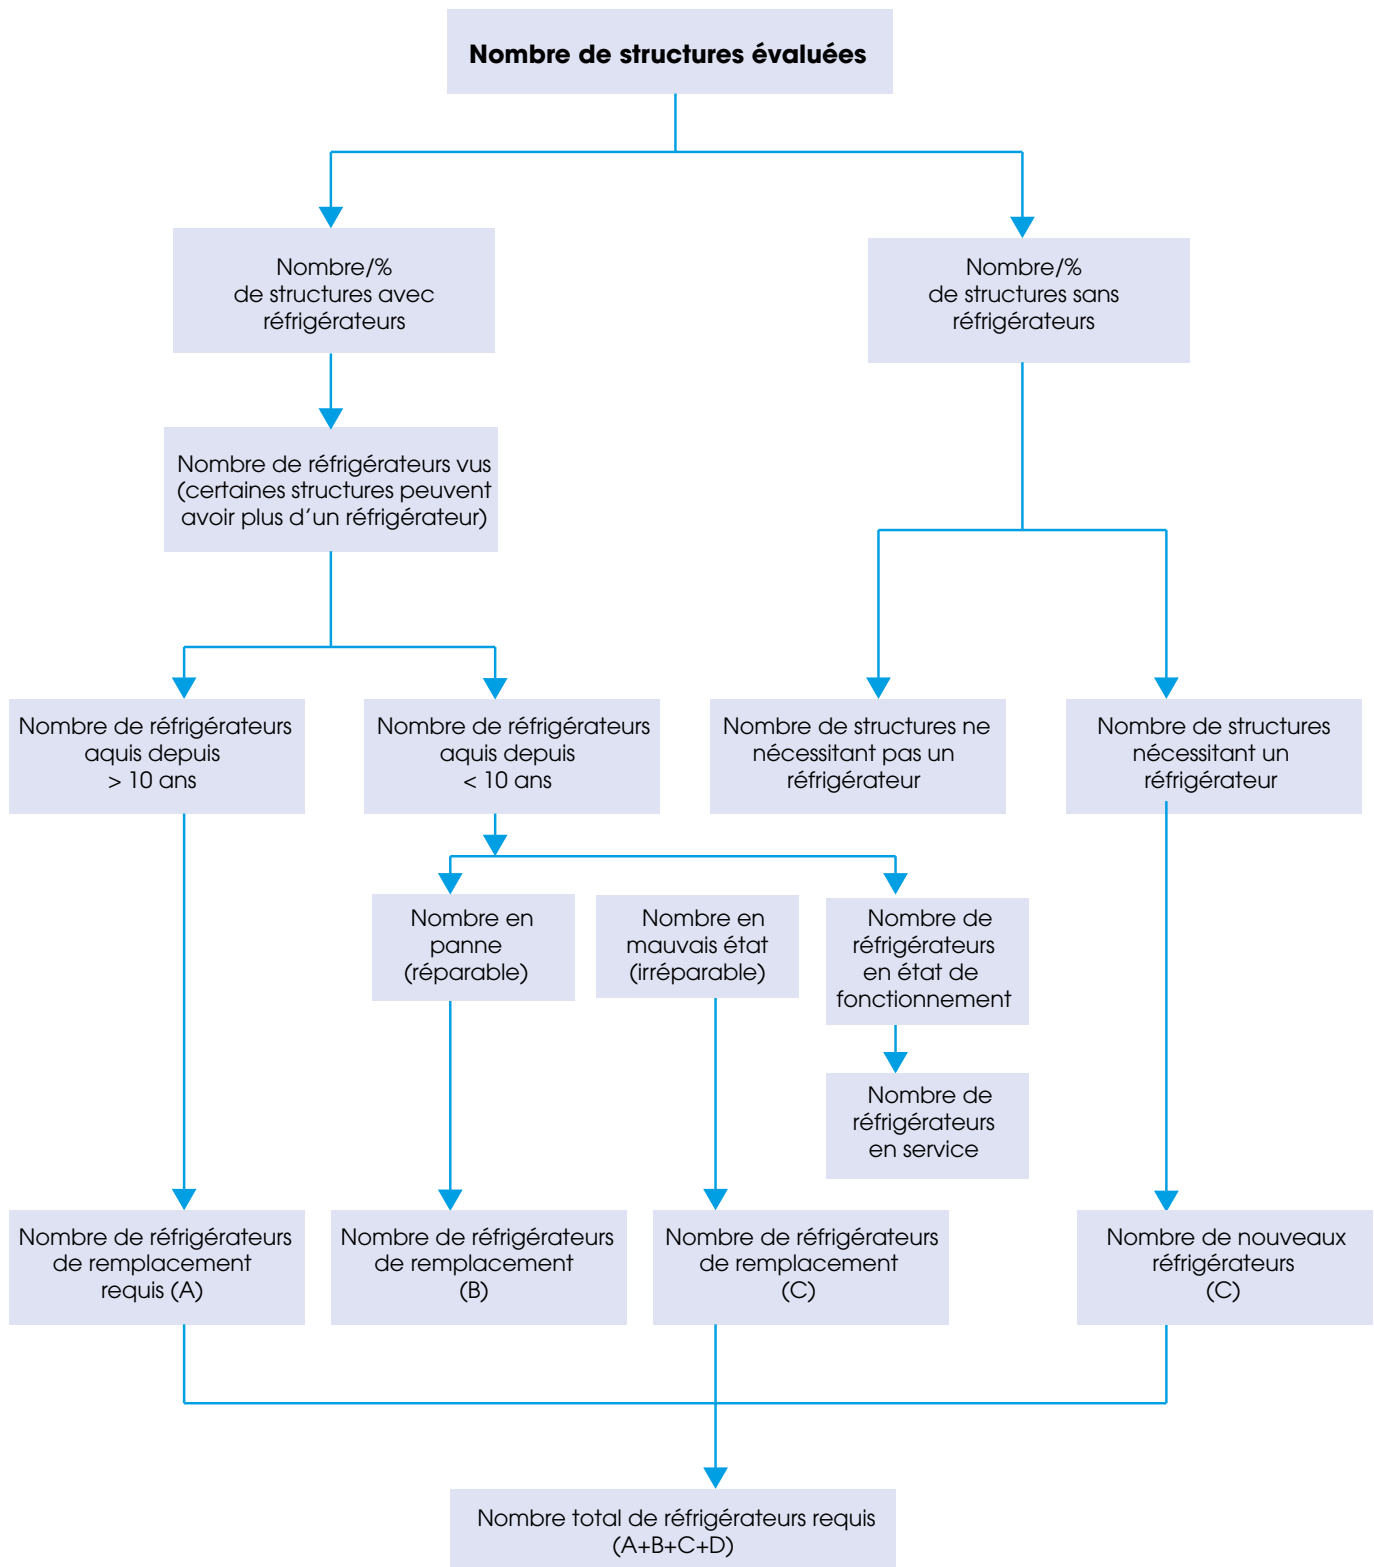 Nombre de structures évaluées
Nombre/%
de structures avec
réfrigérateurs
Nombre/%
de structures sans
réfrigérateurs
Nombre de réfrigérateurs vus
(certaines structures peuvent
avoir plus d’un réfrigérateur)
Nombre de réfrigérateurs
aquis depuis
> 10 ans
Nombre de réfrigérateurs
aquis depuis
< 10 ans
Nombre de structures ne
nécessitant pas un
réfrigérateur
Nombre de structures
nécessitant un
réfrigérateur
Nombre en
panne
(réparable)
Nombre en
mauvais état
(irréparable)
Nombre de
réfrigérateurs
en état de
fonctionnement
Nombre de
réfrigérateurs
en service
Nombre de réfrigérateurs
de remplacement
requis (A)
Nombre de réfrigérateurs
de remplacement
(B)
Nombre de réfrigérateurs
de remplacement
(C)
Nombre de nouveaux
réfrigérateurs
(C)
Nombre total de réfrigérateurs requis
(A+B+C+D)